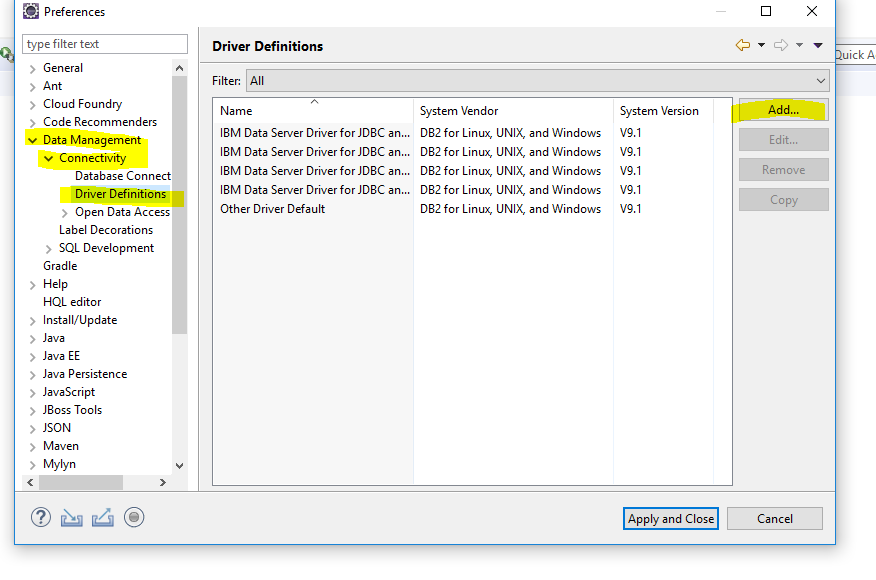 Preferences
type filter text
General
Ant
Cloud Foundry
Code Recommenders
Data Management
Connectivity
Database Connect
Driver Definitions
Open Data Access
Label Decorations
SQL Development
Gradle
Help
HQL editor
Install/Update
Java
Java EE
Java Persistence
JavaScript
JBoss Tools
JSON
Maven
Mylyn
Driver Definitions
Filter: All
Name System Vendor System Version
IBM Data Server Driver for JDBC an... DB2 for Linux, UNIX, and Windows V9.1
IBM Data Server Driver for JDBC an... DB2 for Linux, UNIX, and Windows V9.1
IBM Data Server Driver for JDBC an... DB2 for Linux, UNIX, and Windows V9.1
IBM Data Server Driver for JDBC an... DB2 for Linux, UNIX, and Windows V9.1
Other Driver Default DB2 for Linux, UNIX, and Windows V9.1
Add...
Edit...
Remove
Copy
Quick A
Apply and Close
Cancel